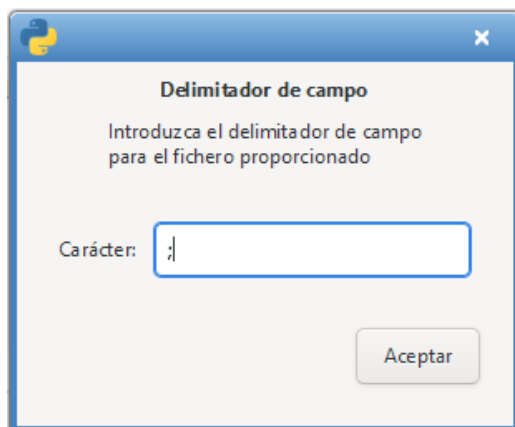 Delimitador de campo
Introduzca el delimitador de campo
para el fichero proporcionado
Carácter: ;
Aceptar